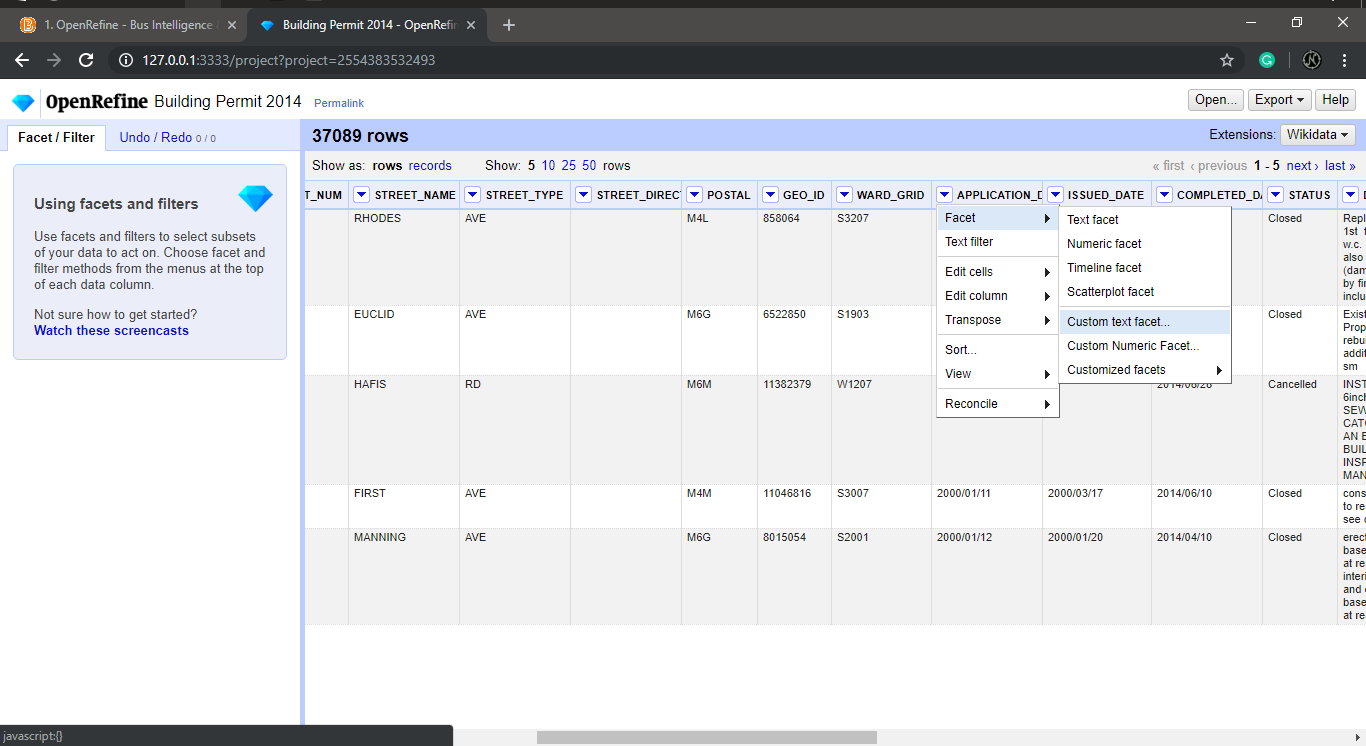 1. OpenRefine - Bus Intelligence
Building Permit 2014 - OpenRefin
127.0.0.1:3333/project?project=2554383532493
OpenRefine Building Permit 2014 Permalink
Open... Export Help
Facet / Filter Undo / Redo 0 / 0
37089 rows
Extensions: Wikidata
Using facets and filters
Use facets and filters to select subsets
of your data to act on. Choose facet and
filter methods from the menus at the top
of each data column.
Not sure how to get started?
Watch these screencasts
Show as: rows records Show: 5 10 25 50 rows
« first ‹ previous 1 - 5 next › last »
T_NUM STREET_NAME STREET_TYPE STREET_DIRECT POSTAL GEO_ID WARD_GRID APPLICATION_D ISSUED_DATE COMPLETED_DA STATUS D
RHODES AVE M4L 858064 S3207 Closed
Repl
1st f
w.c.
also
(dam
by fir
inclu
EUCLID AVE M6G 6522850 S1903 Closed
Exist
Prop
rebui
addit
sm
HAFIS RD M6M 11382379 W1207 2014/06/26 Cancelled
INST
6inch
SEW
CATC
AN E
BUIL
INSP
MAN
FIRST AVE M4M 11046816 S3007 2000/01/11 2000/03/17 2014/06/10 Closed
cons
to re
see d
MANNING AVE M6G 8015054 S2001 2000/01/12 2000/01/20 2014/04/10 Closed
erect
base
at res
interi
and c
base
at res
Facet
Text filter
Edit cells
Edit column
Transpose
Sort...
View
Reconcile
Text facet
Numeric facet
Timeline facet
Scatterplot facet
Custom text facet...
Custom Numeric Facet...
Customized facets
javascript:{}